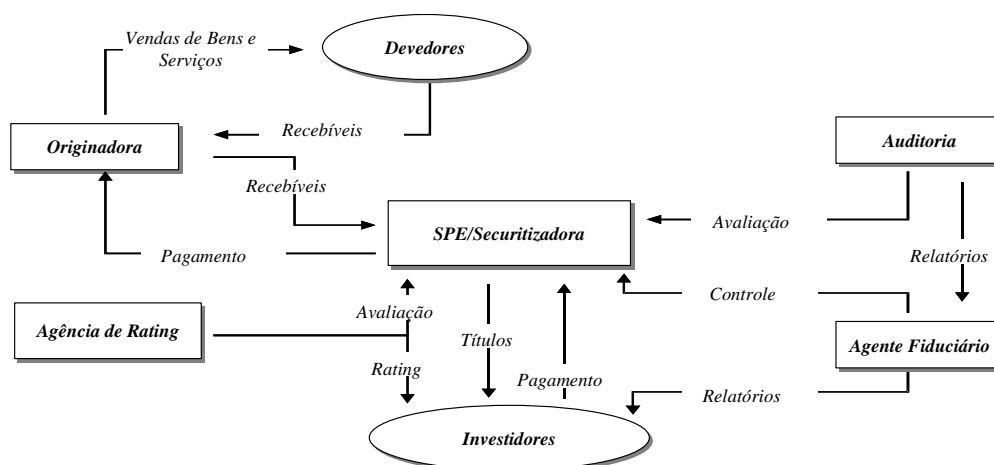 Vendas de Bens e
Serviços
Devedores
Recebíveis
Originadora
Auditoria
Recebíveis
SPE/Securitizadora
Avaliação
Pagamento
Relatórios
Controle
Avaliação
Agência de Rating
Títulos
Agente Fiduciário
Rating
Pagamento
Relatórios
Investidores